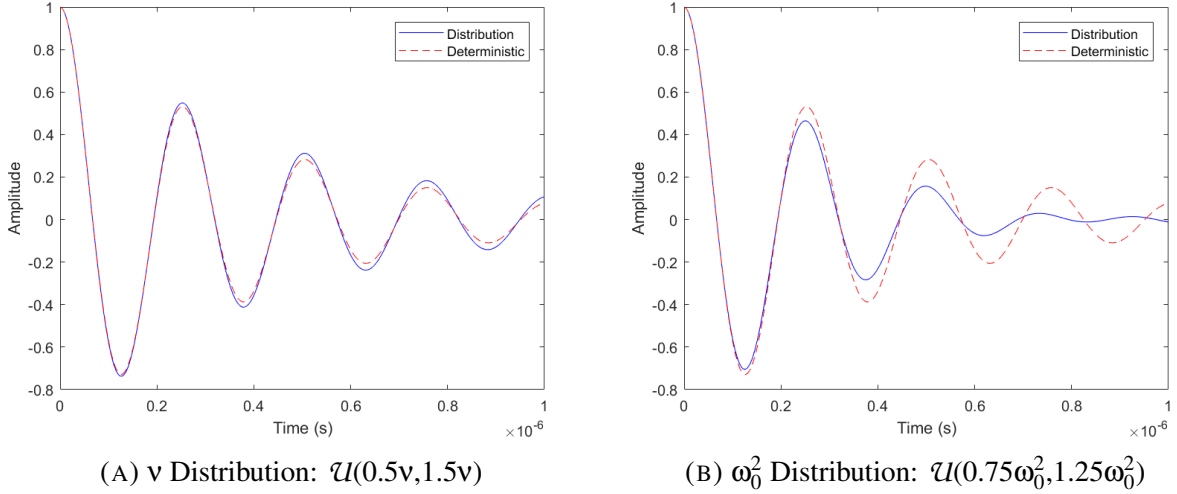 1
0.8
0.6
0.4
0.2
0
-0.2
-0.4
-0.6
-0.8
Amplitude
0 0.2 0.4 0.6 0.8 1
Time (s)
×10⁻⁶
Distribution
Deterministic
(A) ν Distribution: 𝒰(0.5ν,1.5ν)
1
0.8
0.6
0.4
0.2
0
-0.2
-0.4
-0.6
-0.8
Amplitude
0 0.2 0.4 0.6 0.8 1
Time (s)
×10⁻⁶
Distribution
Deterministic
(B) ω₀² Distribution: 𝒰(0.75ω₀²,1.25ω₀²)